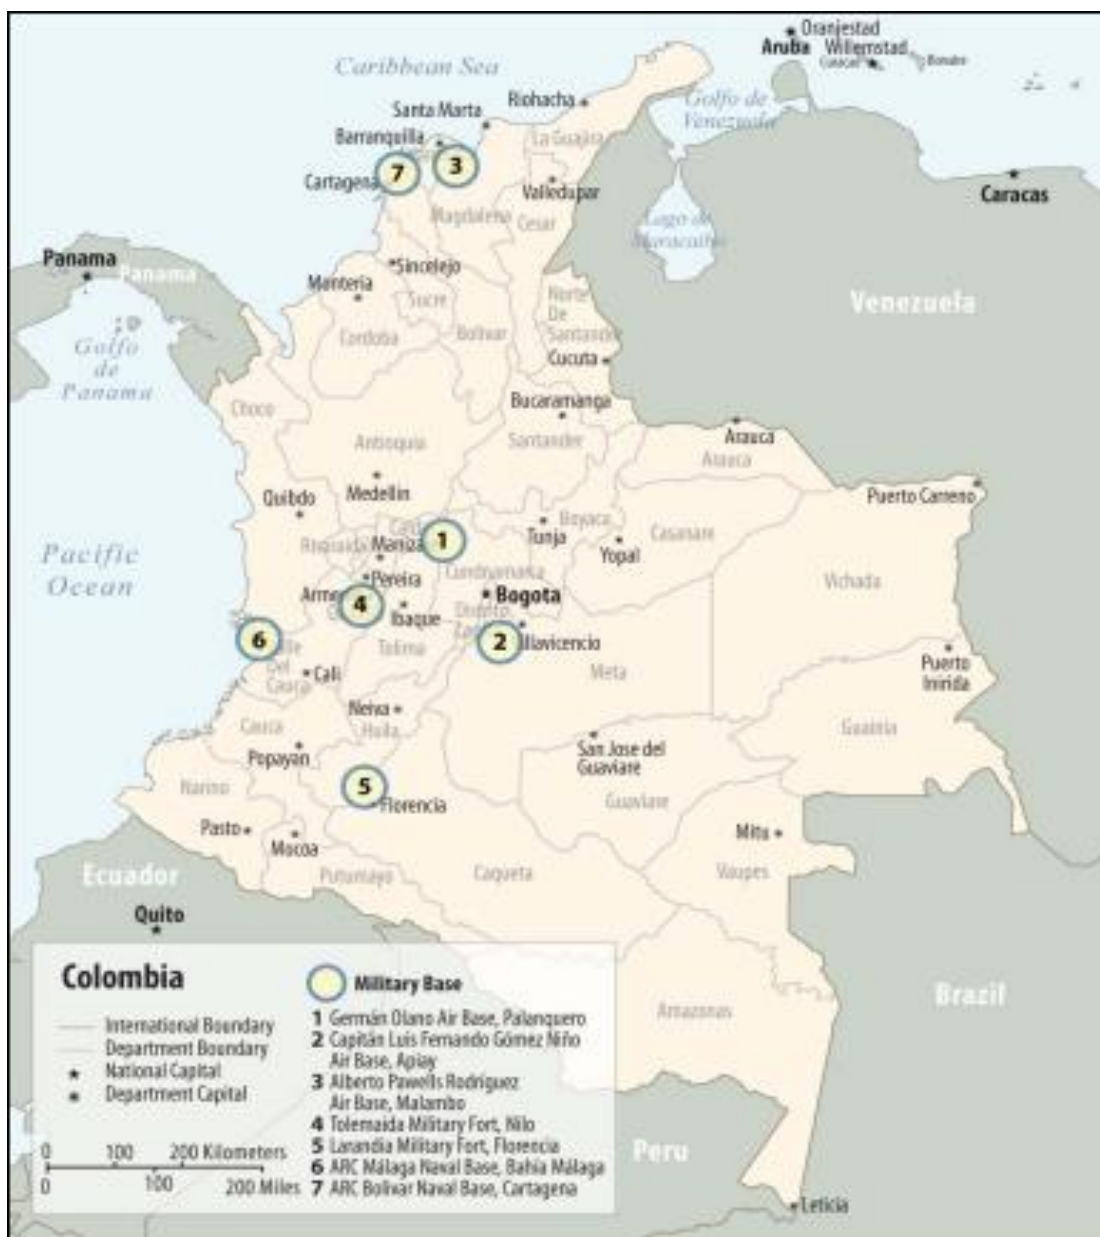 Oranjestad
Aruba
Willemstad
Curacao
Bonaire
Caribbean Sea
Riohacha
Golfo de
Venezuela
Santa Marta
La Guajira
Barranquilla
7
3
Cartagena
Valledupar
Caracas
Magdalena
Cesar
Lago de
Maracaibo
Panama
Panama
Sincelejo
Monteria
Sucre
Norte
De
Santander
Venezuela
Cordoba
Bolivar
Golfo
de
Panama
Cucuta
Bucaramanga
Choco
Santander
Antioquia
Arauca
Arauca
Medellin
Quibdo
Puerto Carreno
Boyaca
Tunja
Casanare
Yopal
1
Pacific
Ocean
Pereira
Cundinamarca
Vichada
Bogota
4
Ibaque
6
2
Tolima
Cali
Meta
Puerto
Inirida
Neiva
Huila
Cauca
Guainia
Popayan
San Jose del
Guaviare
5
Narino
Florencia
Guaviare
Pasto
Mocoa
Mitu
Ecuador
Putumayo
Caqueta
Vaupes
Quito
Brazil
Amazonas
Peru
Leticia
Colombia
International Boundary
Department Boundary
National Capital
Department Capital
0 100 200 Kilometers
0 100 200 Miles
Military Base
1 Germán Olano Air Base, Palanquero
2 Capitán Luis Fernando Gómez Niño
Air Base, Apiay
3 Alberto Pawells Rodríguez
Air Base, Malambo
4 Tolemaida Military Fort, Nilo
5 Larandia Military Fort, Florencia
6 ARC Málaga Naval Base, Bahía Málaga
7 ARC Bolivar Naval Base, Cartagena